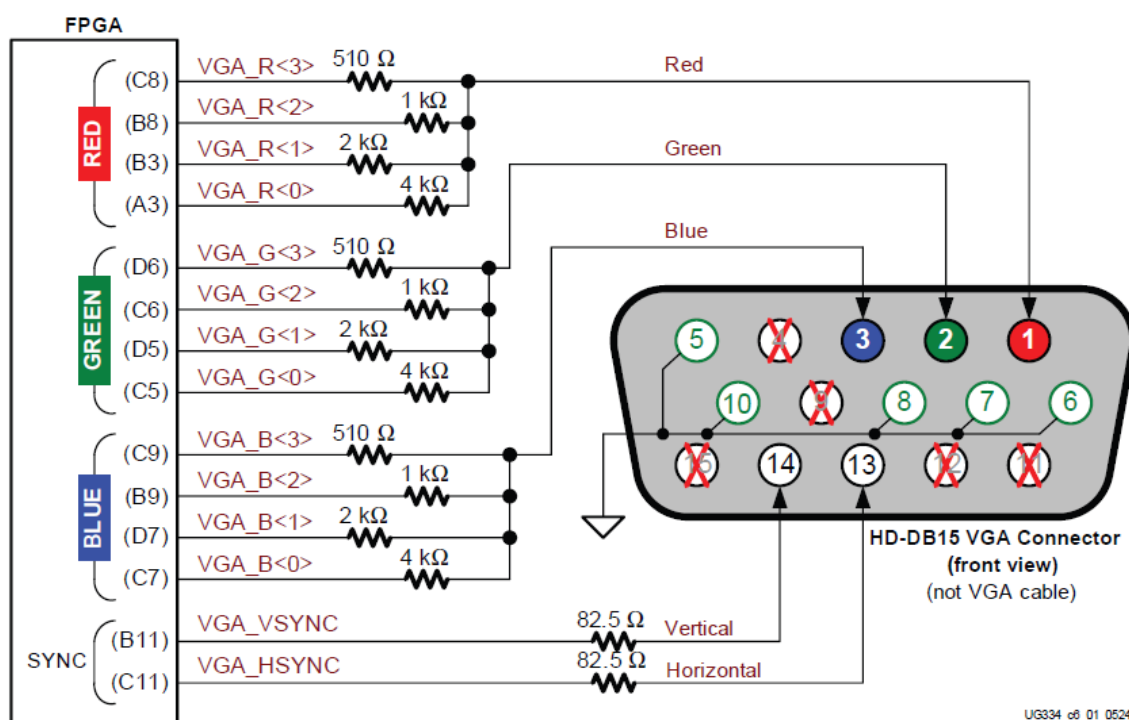 FPGA
RED
(C8) VGA_R<3> 510 Ω Red
(B8) VGA_R<2> 1 kΩ
(B3) VGA_R<1> 2 kΩ
(A3) VGA_R<0> 4 kΩ
Green
GREEN
(D6) VGA_G<3> 510 Ω Blue
(C6) VGA_G<2> 1 kΩ
(D5) VGA_G<1> 2 kΩ
(C5) VGA_G<0> 4 kΩ
5 4 3 2 1
10 9 8 7 6
15 14 13 12 11
BLUE
(C9) VGA_B<3> 510 Ω
(B9) VGA_B<2> 1 kΩ
(D7) VGA_B<1> 2 kΩ
(C7) VGA_B<0> 4 kΩ
HD-DB15 VGA Connector
(front view)
(not VGA cable)
SYNC
(B11) VGA_VSYNC 82.5 Ω Vertical
(C11) VGA_HSYNC 82.5 Ω Horizontal
UG334_c6_01_0524